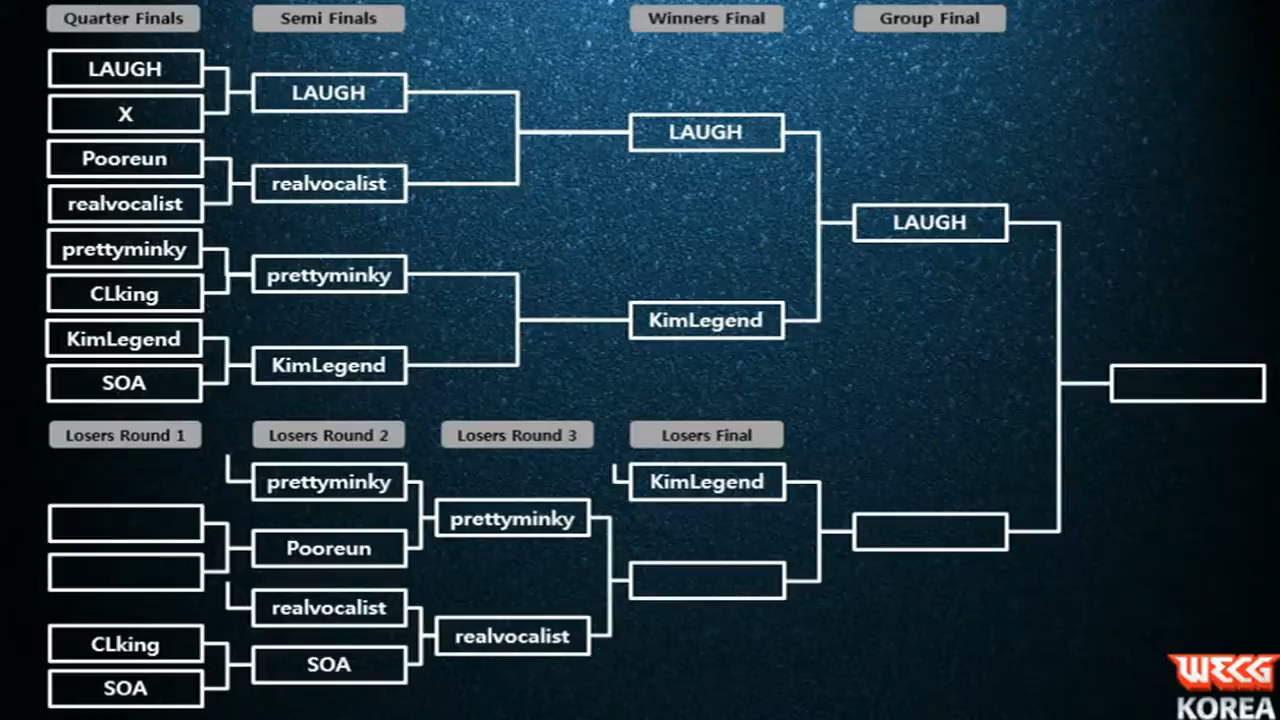 Quarter Finals
Semi Finals
Winners Final
Group Final
LAUGH
X
Pooreun
realvocalist
prettyminky
CLking
KimLegend
SOA
LAUGH
realvocalist
prettyminky
KimLegend
LAUGH
KimLegend
LAUGH
Losers Round 1
Losers Round 2
Losers Round 3
Losers Final
CLking
SOA
prettyminky
Pooreun
realvocalist
SOA
prettyminky
realvocalist
KimLegend
WECG
KOREA